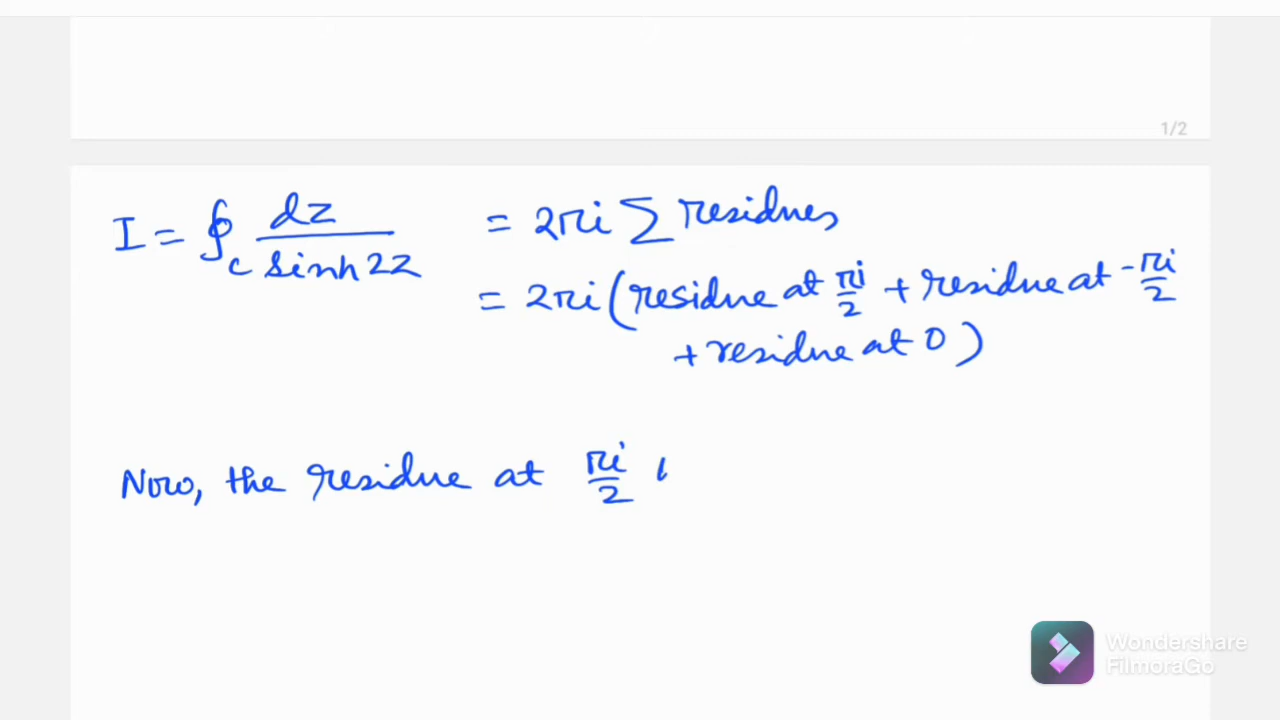 1/2
I = ∮_C dz / sinh 2z = 2πi ∑ residues
= 2πi (residue at πi/2 + residue at -πi/2
+ residue at 0)
Now, the residue at πi/2
Wondershare
FilmoraGo